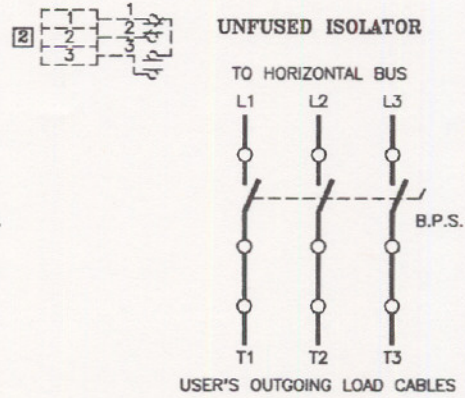 1 1
2 2 2
3 3
UNFUSED ISOLATOR
TO HORIZONTAL BUS
L1 L2 L3
B.P.S.
T1 T2 T3
USER'S OUTGOING LOAD CABLES